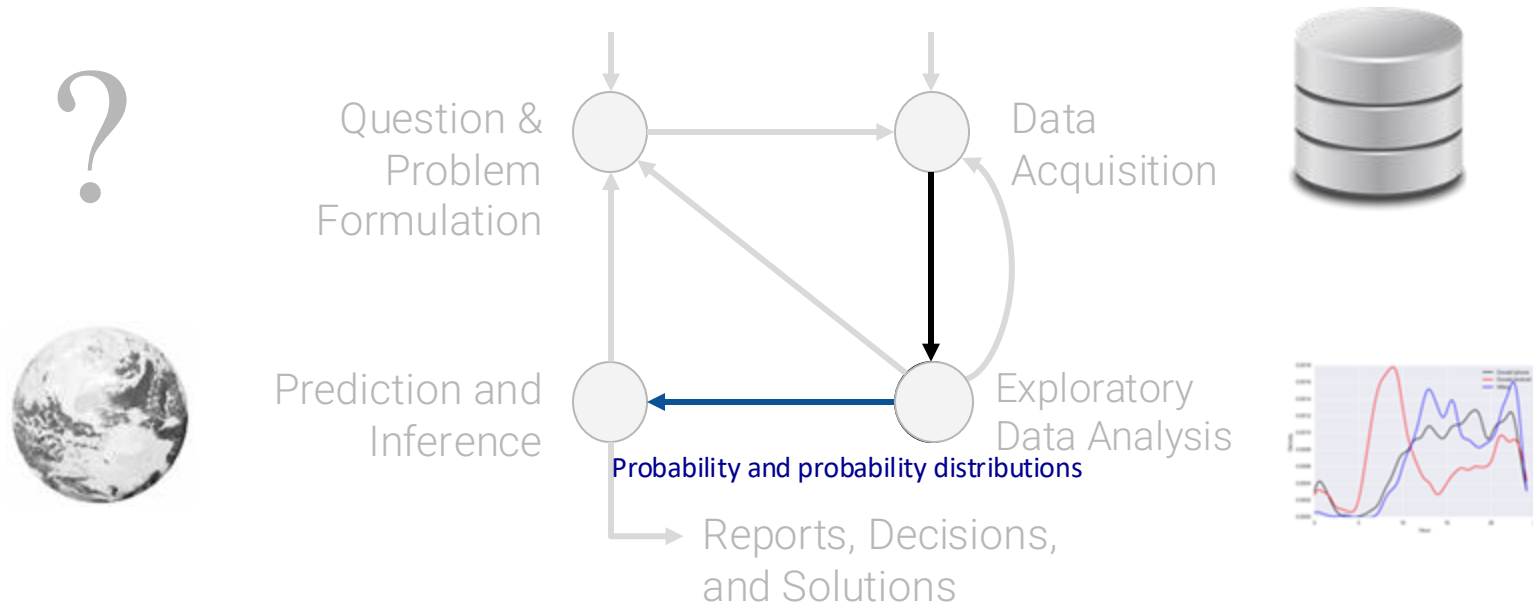 ?
Question &
Problem
Formulation
Data
Acquisition
Prediction and
Inference
Exploratory
Data Analysis
Probability and probability distributions
Reports, Decisions,
and Solutions